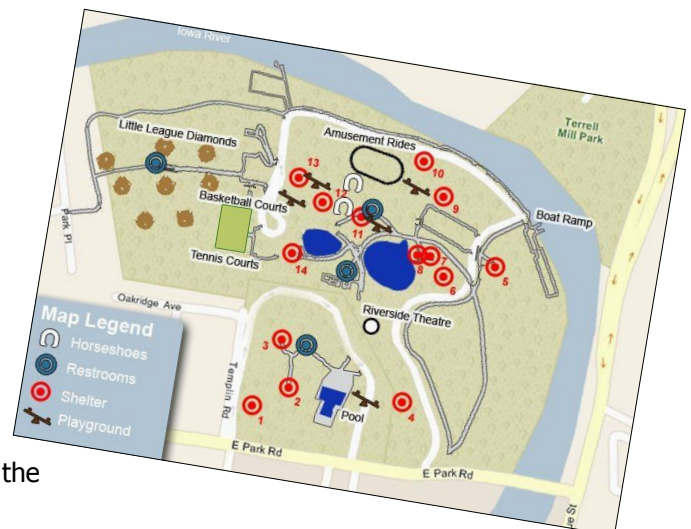 Iowa River
Terrell
Mill Park
Little League Diamonds
Amusement Rides
13
10
12
9
Basketball Courts
11
Boat Ramp
Park Pl
Tennis Courts
14
8
7
6
5
Oakridge Ave
Riverside Theatre
Map Legend
Horseshoes
Restrooms
Shelter
Playground
3
Templin Rd
2
1
Pool
4
E Park Rd
E Park Rd
the